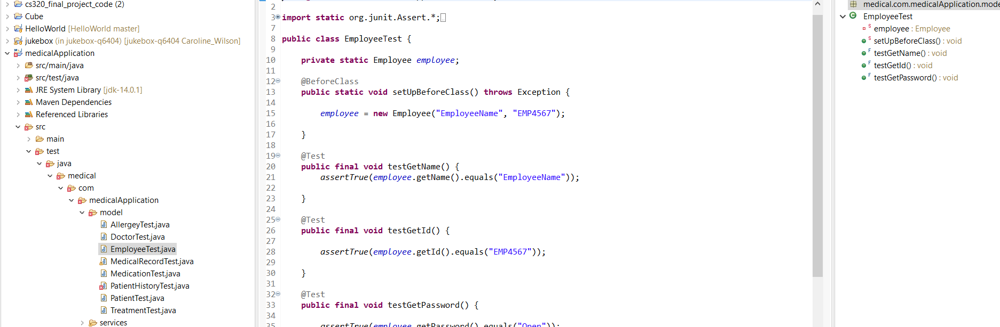 cs320_final_project_code (2)
Cube
HelloWorld [HelloWorld master]
jukebox (in jukebox-q6404) [jukebox-q6404 Caroline_Wilson]
medicalApplication
src/main/java
src/test/java
JRE System Library [jdk-14.0.1]
Maven Dependencies
Referenced Libraries
src
main
test
java
medical
com
medicalApplication
model
AllergeyTest.java
DoctorTest.java
EmployeeTest.java
MedicalRecordTest.java
MedicationTest.java
PatientHistoryTest.java
PatientTest.java
TreatmentTest.java
services
2
3 import static org.junit.Assert.*;
7
8 public class EmployeeTest {
9
10 private static Employee employee;
11
12 @BeforeClass
13 public static void setUpBeforeClass() throws Exception {
14
15 employee = new Employee("EmployeeName", "EMP4567");
16
17 }
18
19 @Test
20 public final void testGetName() {
21 assertTrue(employee.getName().equals("EmployeeName"));
22
23 }
24
25 @Test
26 public final void testGetId() {
27
28 assertTrue(employee.getId().equals("EMP4567"));
29
30 }
31
32 @Test
33 public final void testGetPassword() {
34
35 assertTrue(employee.getPassword().equals("Open"));
medical.com.medicalApplication.mode
EmployeeTest
employee : Employee
setUpBeforeClass() : void
testGetName() : void
testGetId() : void
testGetPassword() : void